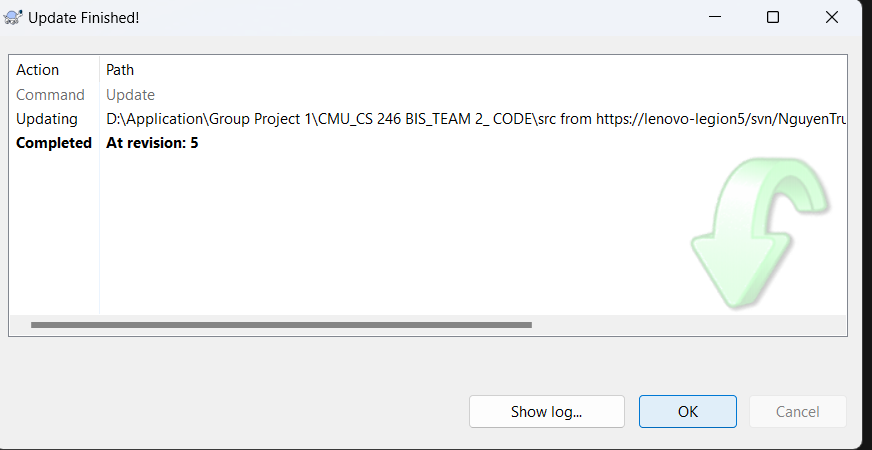 Update Finished!
Action Path
Command Update
Updating D:\Application\Group Project 1\CMU_CS 246 BIS_TEAM 2_ CODE\src from https://lenovo-legion5/svn/NguyenTru
Completed At revision: 5
Show log... OK Cancel